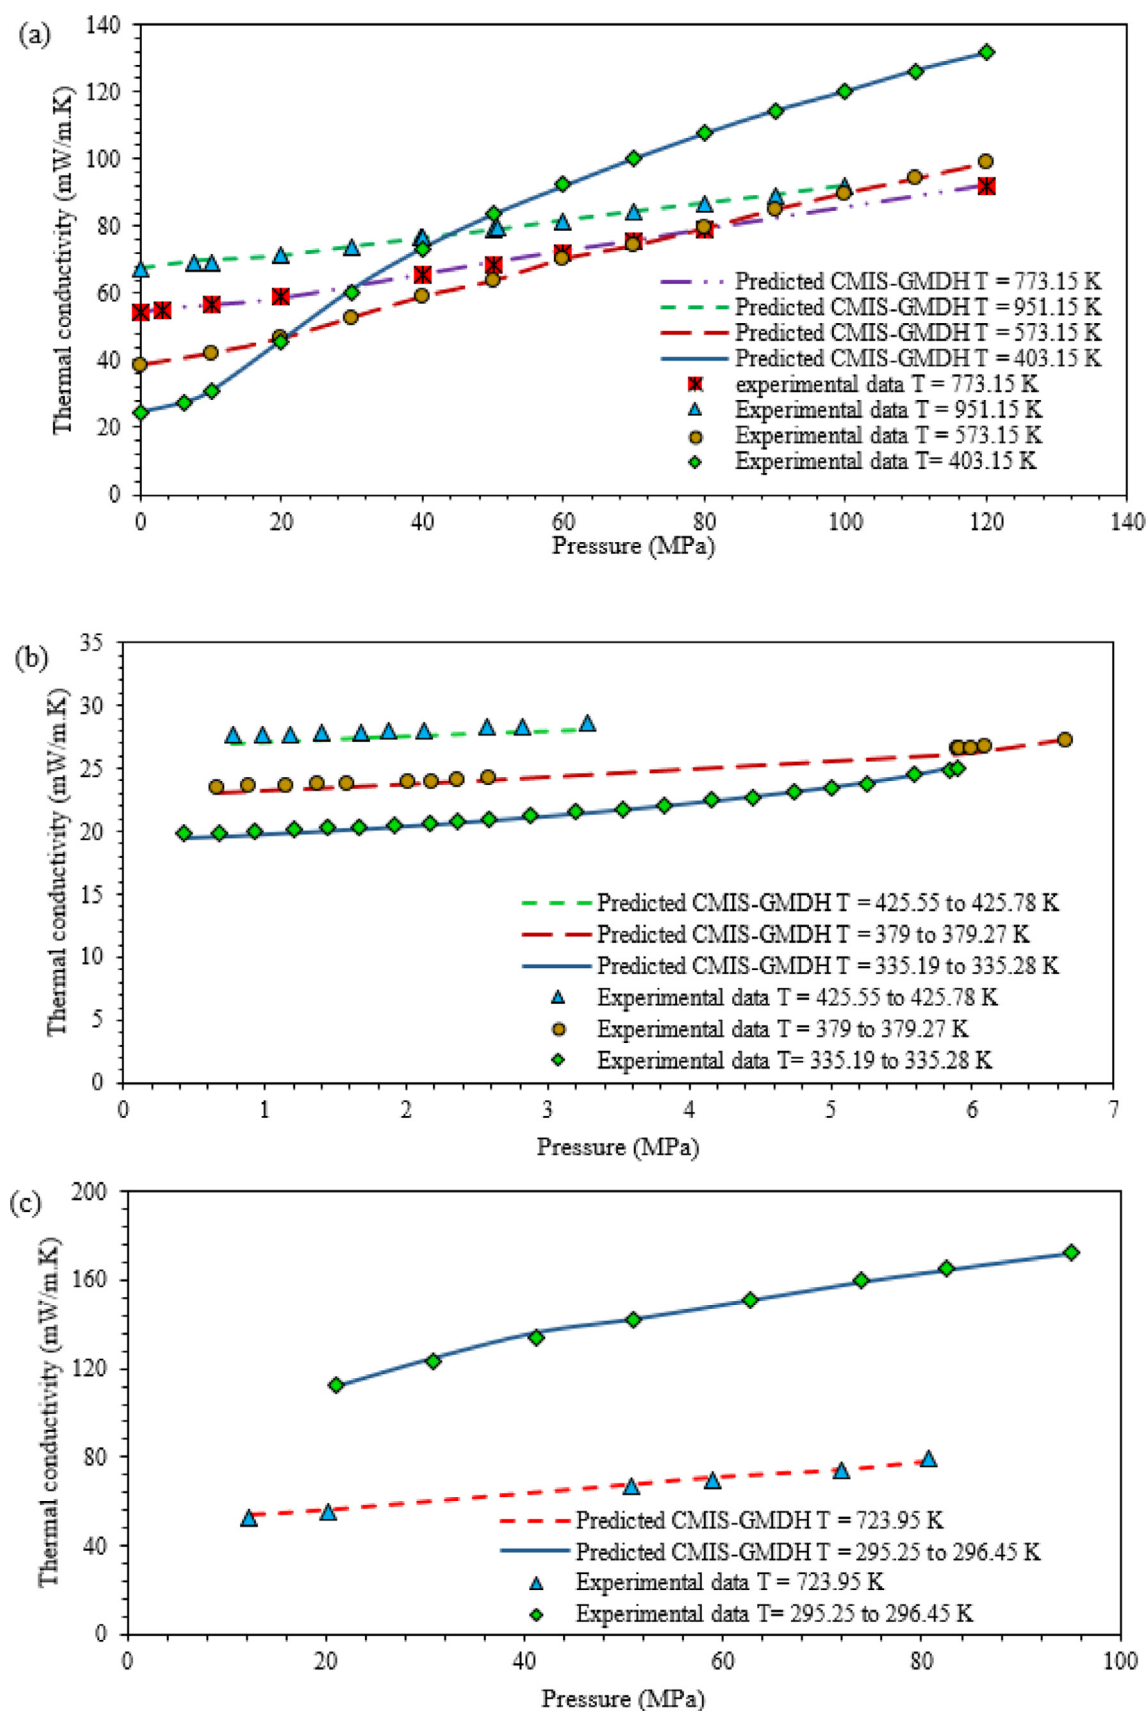 (a)
Thermal conductivity (mW/m.K)
140
120
100
80
60
40
20
0
Predicted CMIS-GMDH T = 773.15 K
Predicted CMIS-GMDH T = 951.15 K
Predicted CMIS-GMDH T = 573.15 K
Predicted CMIS-GMDH T = 403.15 K
experimental data T = 773.15 K
Experimental data T = 951.15 K
Experimental data T = 573.15 K
Experimental data T= 403.15 K
0 20 40 60 80 100 120 140
Pressure (MPa)
(b)
Thermal conductivity (mW/m.K)
35
30
25
20
15
10
5
0
Predicted CMIS-GMDH T = 425.55 to 425.78 K
Predicted CMIS-GMDH T = 379 to 379.27 K
Predicted CMIS-GMDH T = 335.19 to 335.28 K
Experimental data T = 425.55 to 425.78 K
Experimental data T = 379 to 379.27 K
Experimental data T= 335.19 to 335.28 K
0 1 2 3 4 5 6 7
Pressure (MPa)
(c)
Thermal conductivity (mW/m.K)
200
160
120
80
40
0
Predicted CMIS-GMDH T = 723.95 K
Predicted CMIS-GMDH T = 295.25 to 296.45 K
Experimental data T = 723.95 K
Experimental data T= 295.25 to 296.45 K
0 20 40 60 80 100
Pressure (MPa)